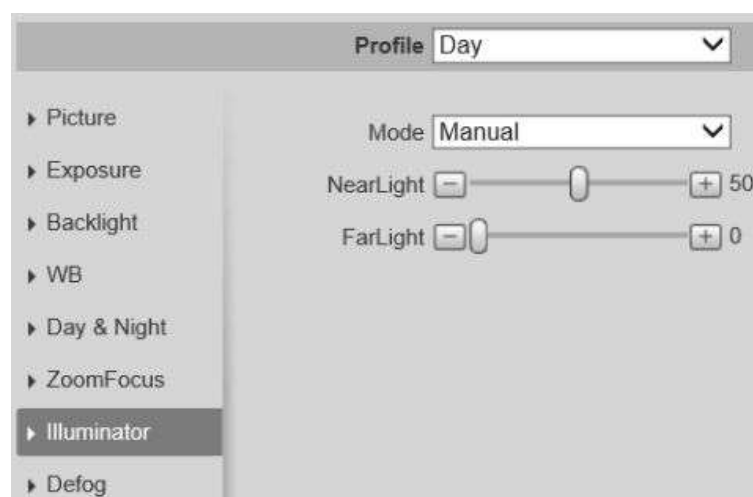 Profile Day
Picture
Mode Manual
Exposure
NearLight 50
Backlight
FarLight 0
WB
Day & Night
ZoomFocus
Illuminator
Defog